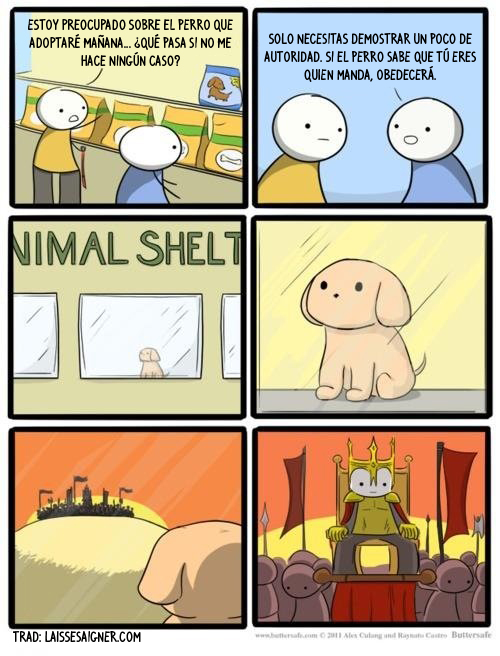 ESTOY PREOCUPADO SOBRE EL PERRO QUE
ADOPTARÉ MAÑANA... ¿QUÉ PASA SI NO ME
HACE NINGÚN CASO?
SOLO NECESITAS DEMOSTRAR UN POCO DE
AUTORIDAD. SI EL PERRO SABE QUE TÚ ERES
QUIEN MANDA, OBEDECERÁ.
NIMAL SHELT
TRAD: LAISSESAIGNER.COM
www.buttersafe.com © 2011 Alex Culang and Raynato Castro Buttersafe